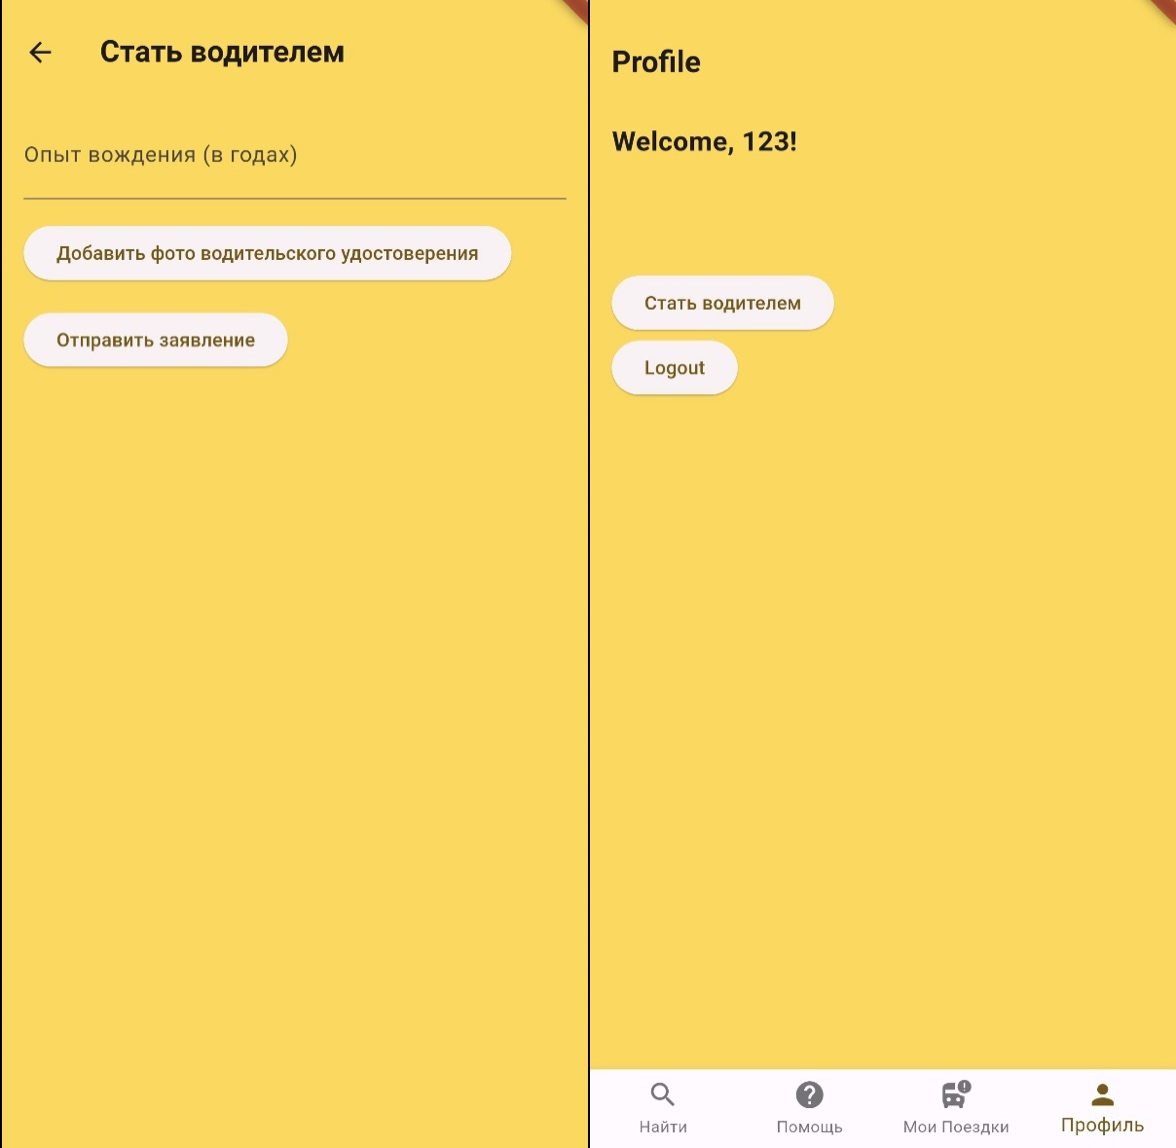 Стать водителем
Опыт вождения (в годах)
Добавить фото водительского удостоверения
Отправить заявление
Profile
Welcome, 123!
Стать водителем
Logout
Найти
Помощь
Мои Поездки
Профиль